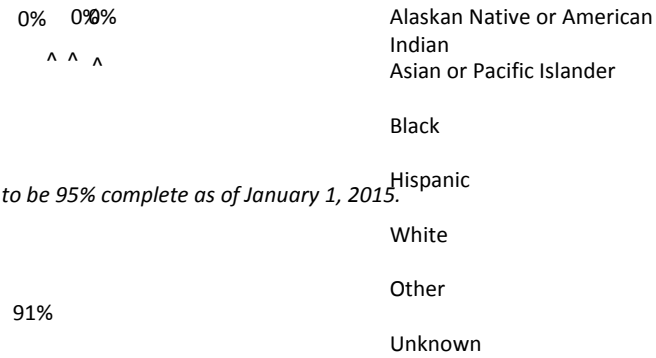 0% 0% 0%
^ ^ ^
to be 95% complete as of January 1, 2015.
91%
Alaskan Native or American
Indian
Asian or Pacific Islander
Black
Hispanic
White
Other
Unknown